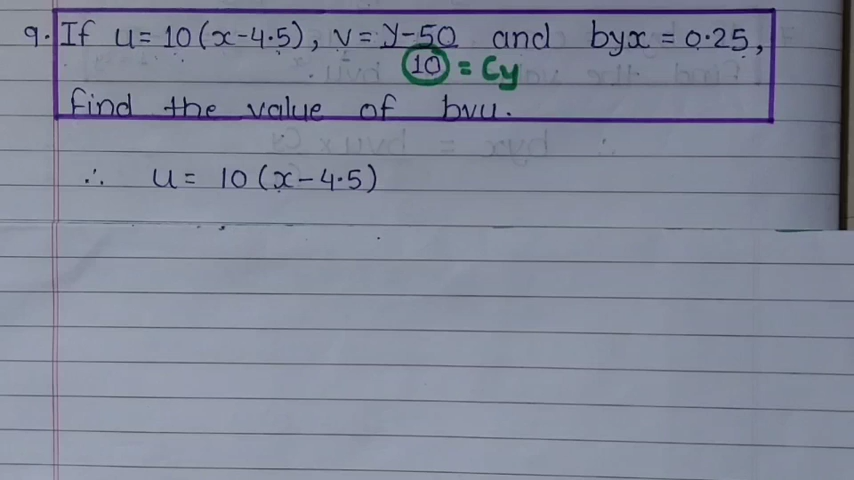 9. If u = 10(x-4.5), v = y-50 and byx = 0.25,
10 = Cy
find the value of bvu.
∴ u = 10(x-4.5)